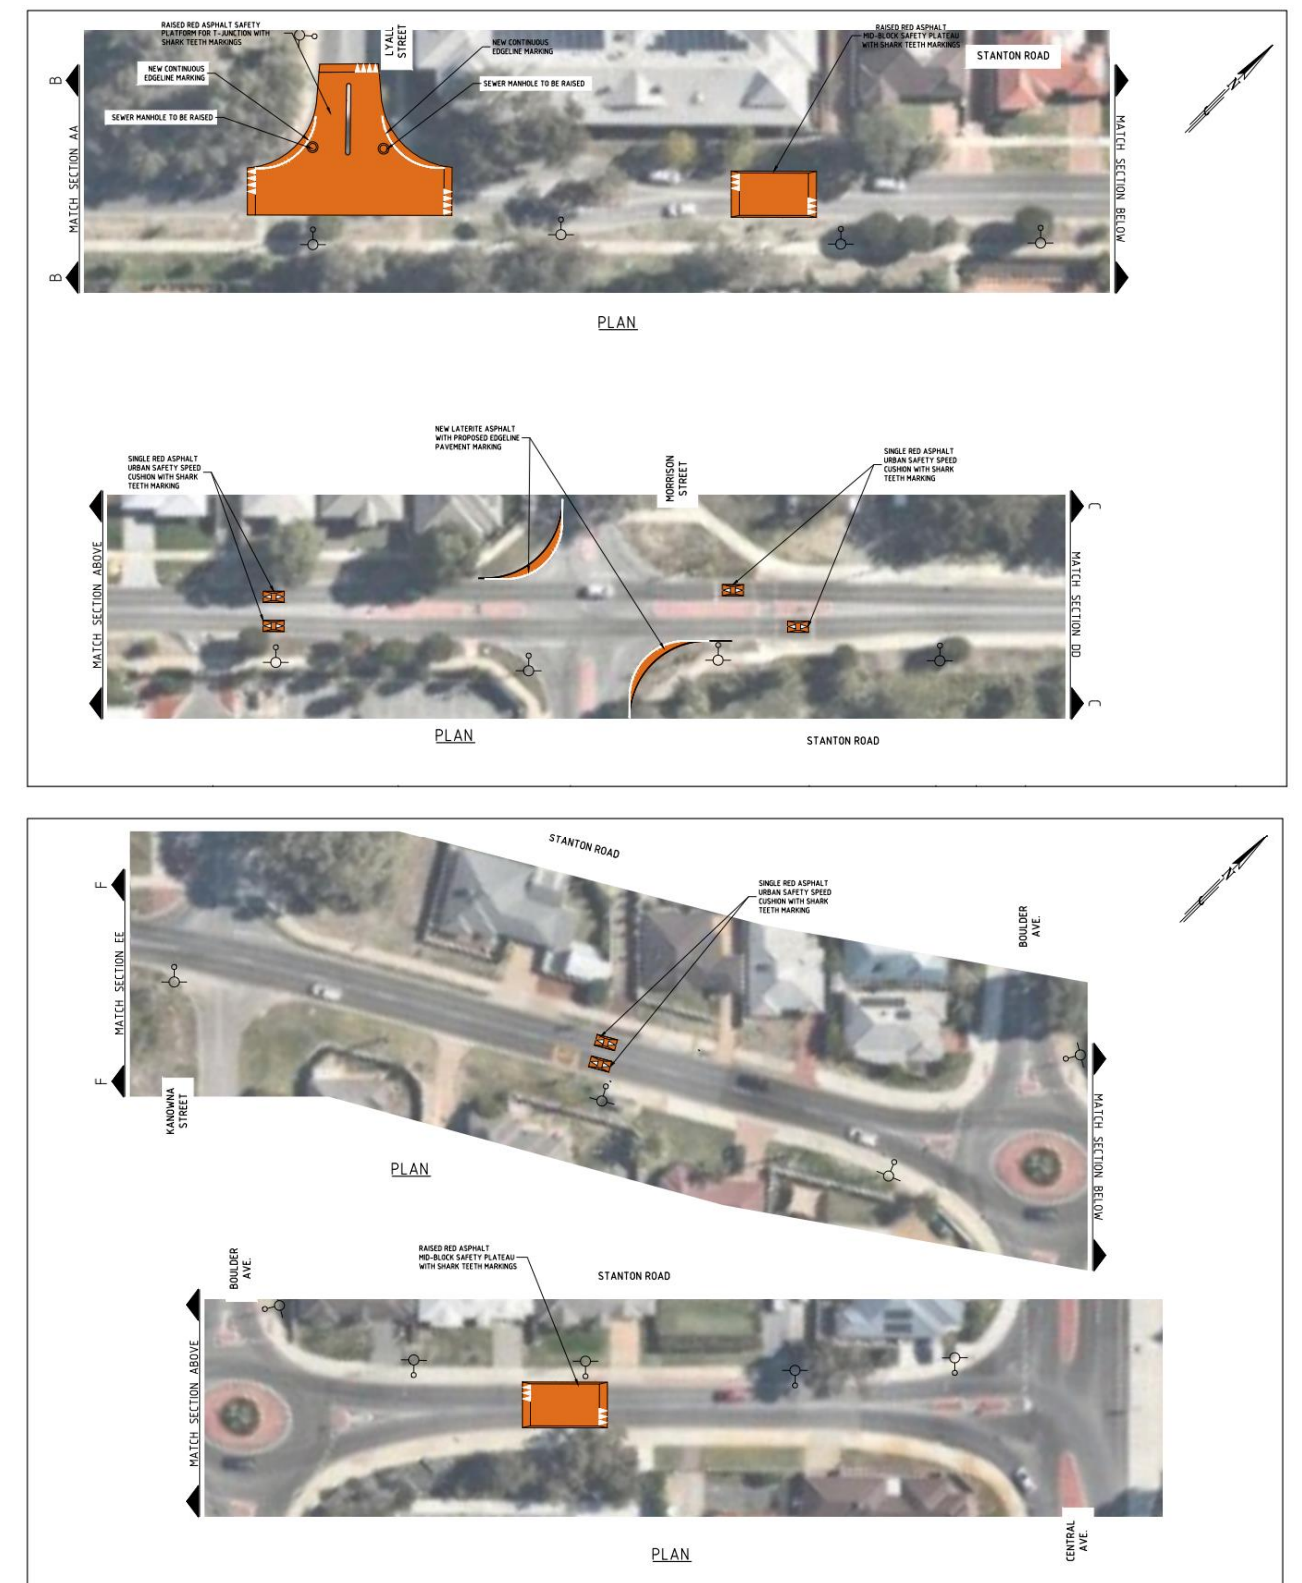 RAISED RED ASPHALT SAFETY
PLATFORM FOR T-JUNCTION WITH
SHARK TEETH MARKINGS
LYALL
STREET
NEW CONTINUOUS
EDGELINE MARKING
RAISED RED ASPHALT
MID-BLOCK SAFETY PLATEAU
WITH SHARK TEETH MARKINGS
STANTON ROAD
N
NEW CONTINUOUS
EDGELINE MARKING
SEWER MANHOLE TO BE RAISED
SEWER MANHOLE TO BE RAISED
B
B
MATCH SECTION AA
MATCH SECTION BELOW
PLAN
NEW LATERITE ASPHALT
WITH PROPOSED EDGELINE
PAVEMENT MARKING
SINGLE RED ASPHALT
URBAN SAFETY SPEED
CUSHION WITH SHARK
TEETH MARKING
MORRISON
STREET
SINGLE RED ASPHALT
URBAN SAFETY SPEED
CUSHION WITH SHARK
TEETH MARKING
MATCH SECTION ABOVE
C
C
MATCH SECTION DD
PLAN
STANTON ROAD
STANTON ROAD
N
SINGLE RED ASPHALT
URBAN SAFETY SPEED
CUSHION WITH SHARK
TEETH MARKING
BOULDER
AVE.
F
F
MATCH SECTION EE
KANOWNA
STREET
MATCH SECTION BELOW
PLAN
BOULDER
AVE.
RAISED RED ASPHALT
MID-BLOCK SAFETY PLATEAU
WITH SHARK TEETH MARKINGS
STANTON ROAD
MATCH SECTION ABOVE
CENTRAL
AVE.
PLAN